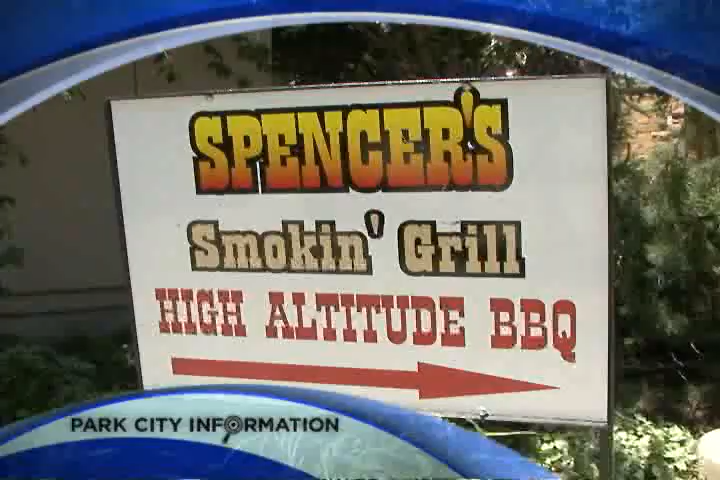 SPENCER'S
Smokin' Grill
HIGH ALTITUDE BBQ
PARK CITY INFORMATION